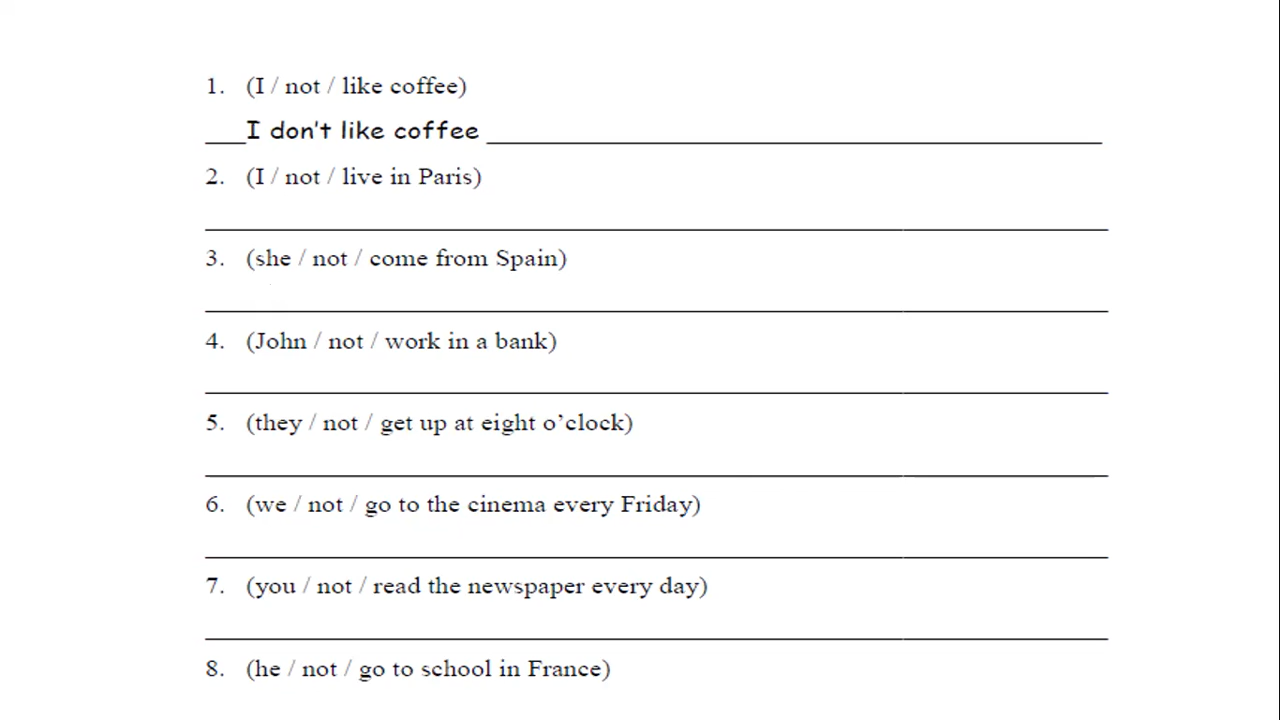 1. (I / not / like coffee)
___I don't like coffee ___
2. (I / not / live in Paris)
3. (she / not / come from Spain)
4. (John / not / work in a bank)
5. (they / not / get up at eight o’clock)
6. (we / not / go to the cinema every Friday)
7. (you / not / read the newspaper every day)
8. (he / not / go to school in France)